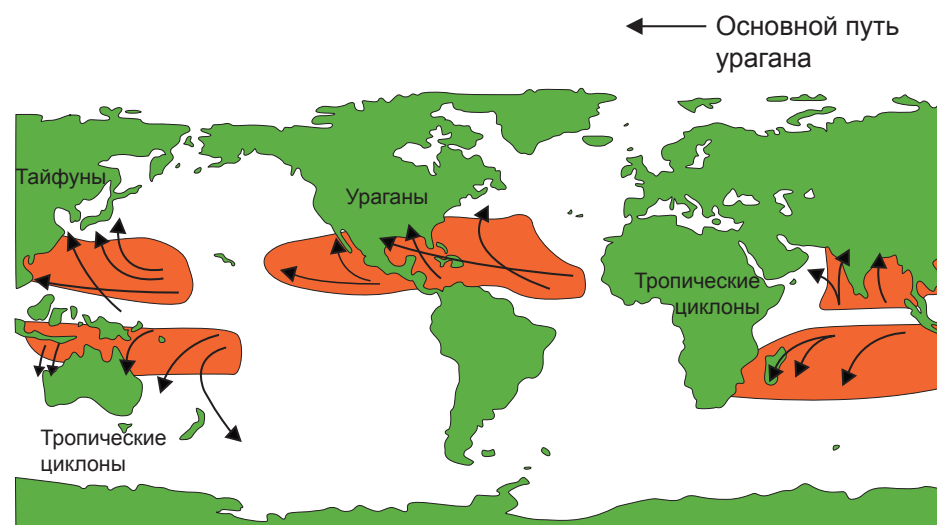 Основной путь
урагана
Тайфуны
Ураганы
Тропические
циклоны
Тропические
циклоны